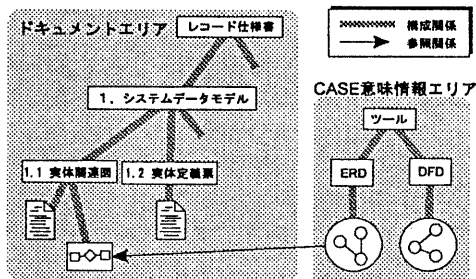 ドキュメントエリア
レコード仕様書
構成関係
参照関係
1．システムデータモデル
CASE意味情報エリア
ツール
1.1 実体関連図
1.2 実体定義票
ERD
DFD